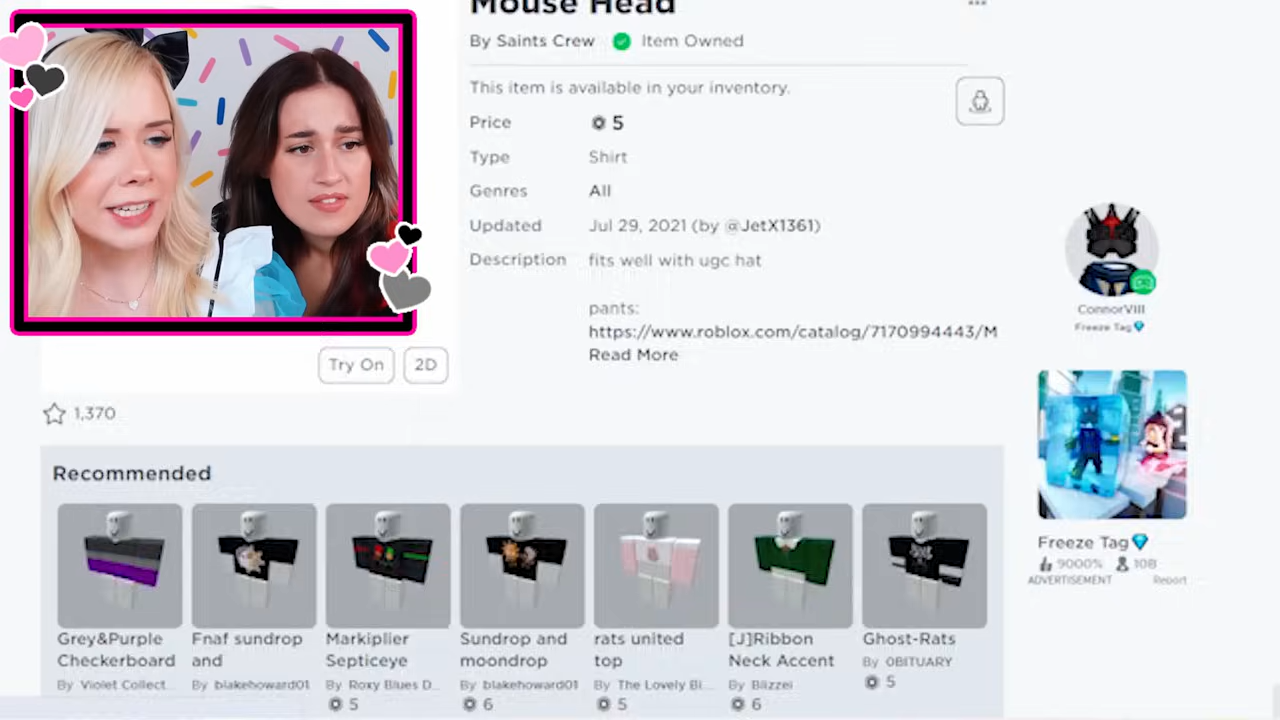 Mouse Head
By Saints Crew Item Owned
This item is available in your inventory.
Price 5
Type Shirt
Genres All
Updated Jul 29, 2021 (by @JetX1361)
Description fits well with ugc hat
pants:
https://www.roblox.com/catalog/7170994443/M
Read More
Try On 2D
1,370
ConnorVIII
Freeze Tag💎
Recommended
Grey&Purple Checkerboard
By Violet Collect...
Fnaf sundrop and
By blakehoward01
Markiplier Septiceye
By Roxy Blues D...
5
Sundrop and moondrop
By blakehoward01
6
rats united top
By The Lovely Bi...
5
[J]Ribbon Neck Accent
By Blizzei
6
Ghost-Rats
By 0BITUARY
5
Freeze Tag💎
9000% 10B
ADVERTISEMENT Report